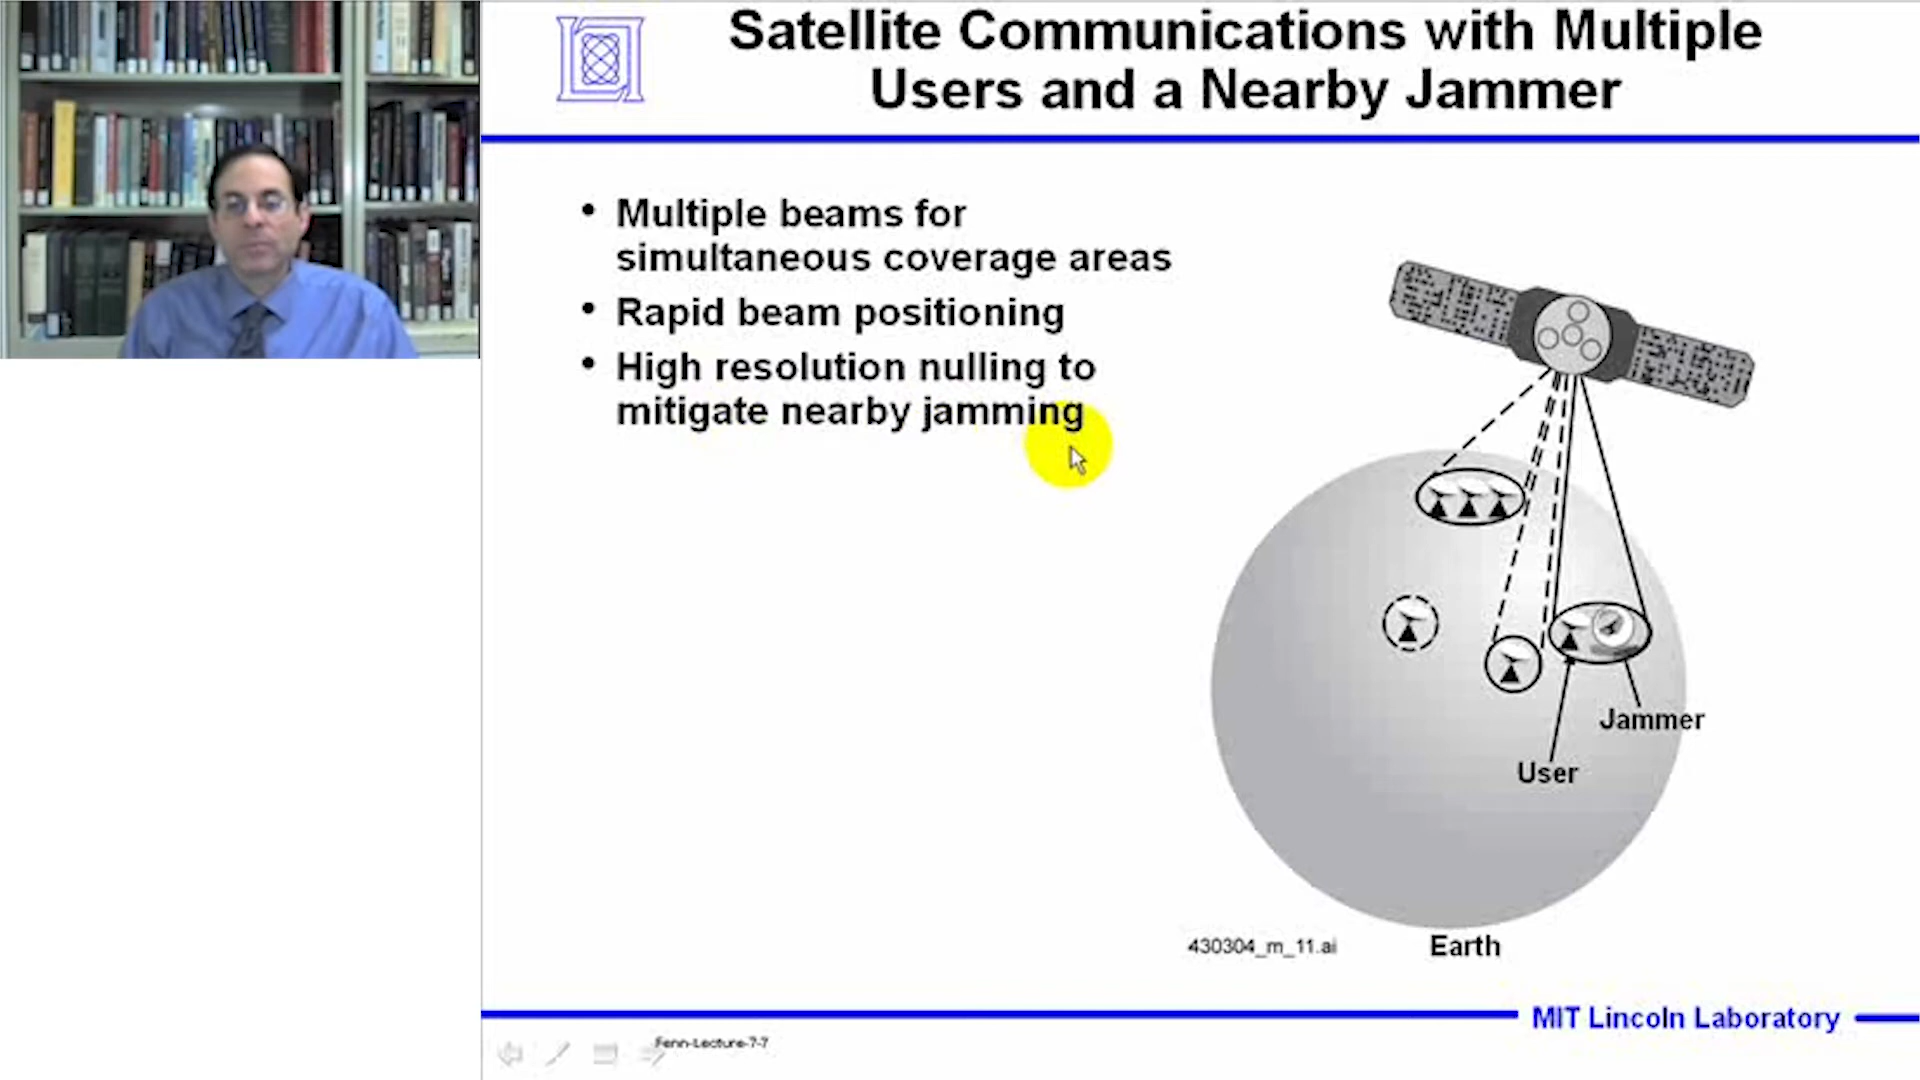 Satellite Communications with Multiple
Users and a Nearby Jammer
• Multiple beams for
simultaneous coverage areas
• Rapid beam positioning
• High resolution nulling to
mitigate nearby jamming
Jammer
User
430304_m_11.ai
Earth
MIT Lincoln Laboratory
Fenn-Lecture-7-7